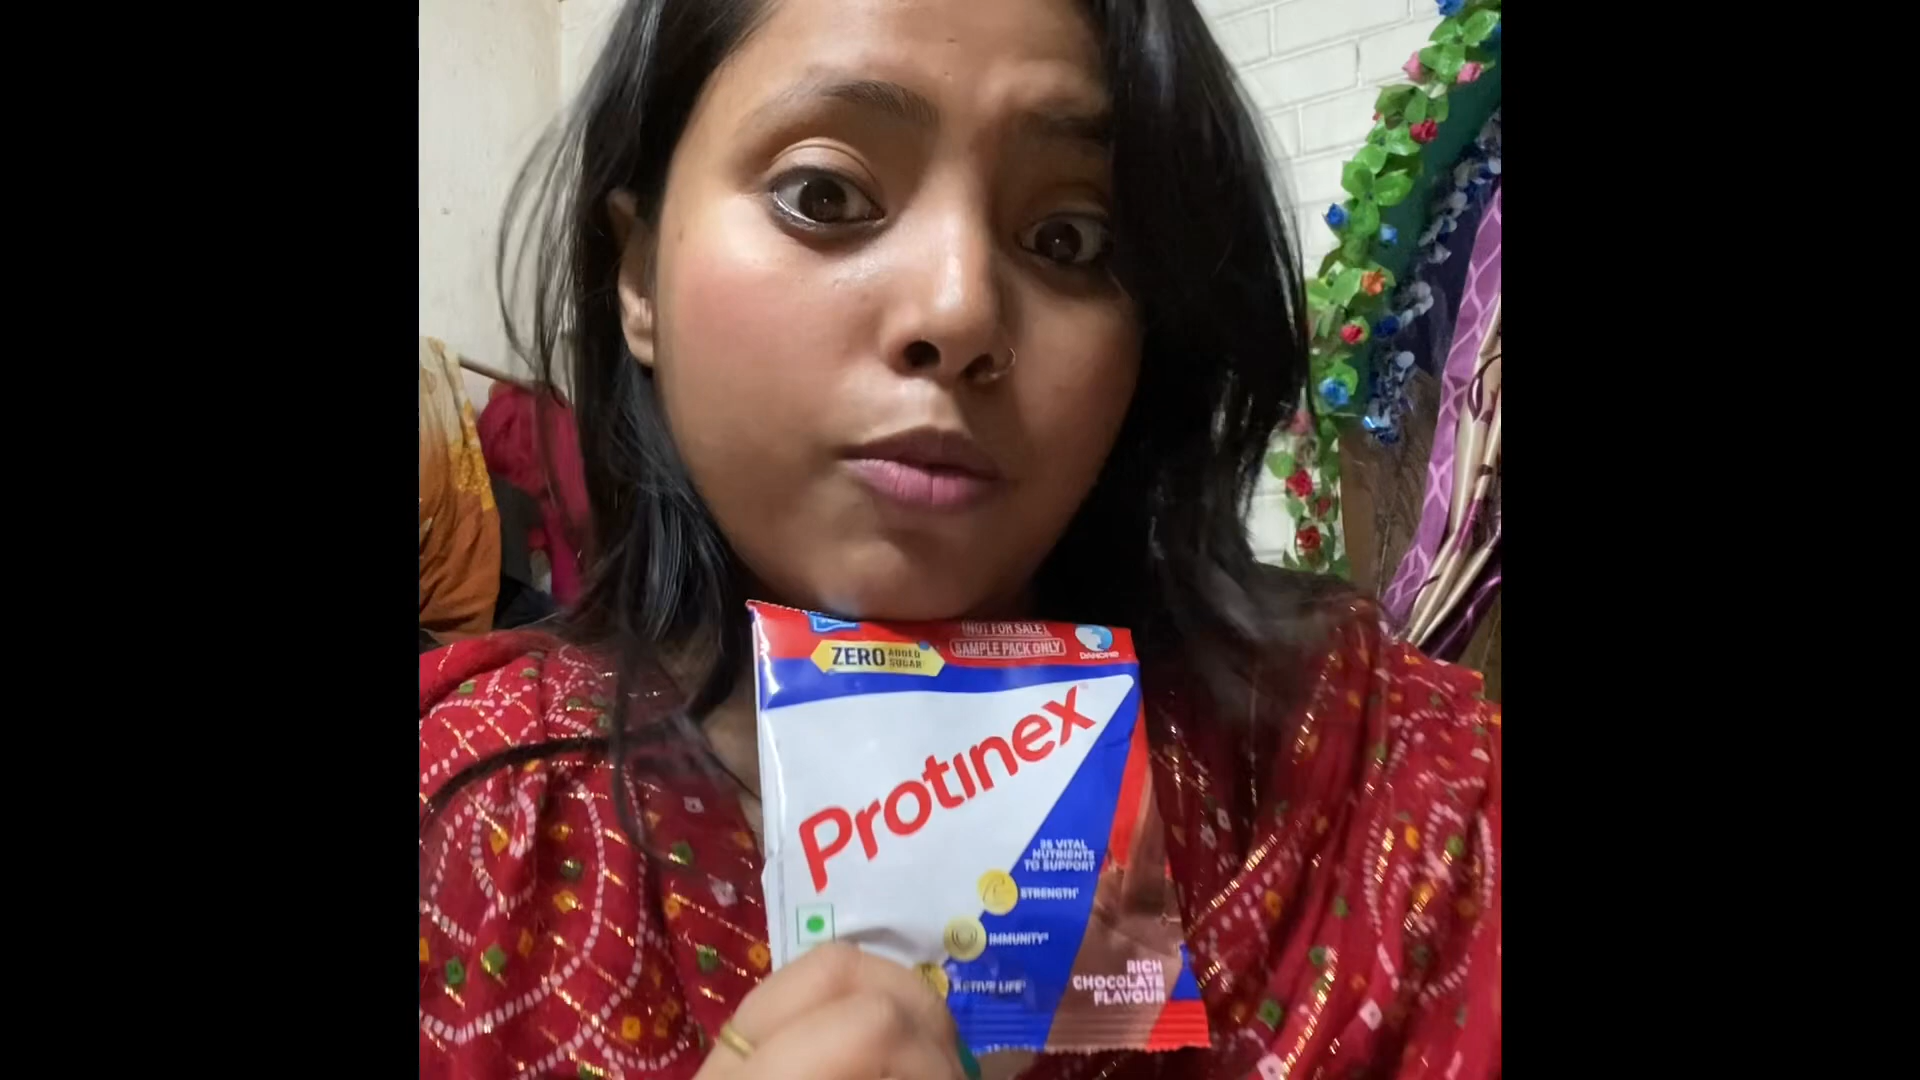 NOT FOR SALE
SAMPLE PACK ONLY
DANONE
ZERO ADDED SUGAR
Protinex
25 VITAL
NUTRIENTS
TO SUPPORT
STRENGTH*
IMMUNITY*
ACTIVE LIFE*
RICH
CHOCOLATE
FLAVOUR